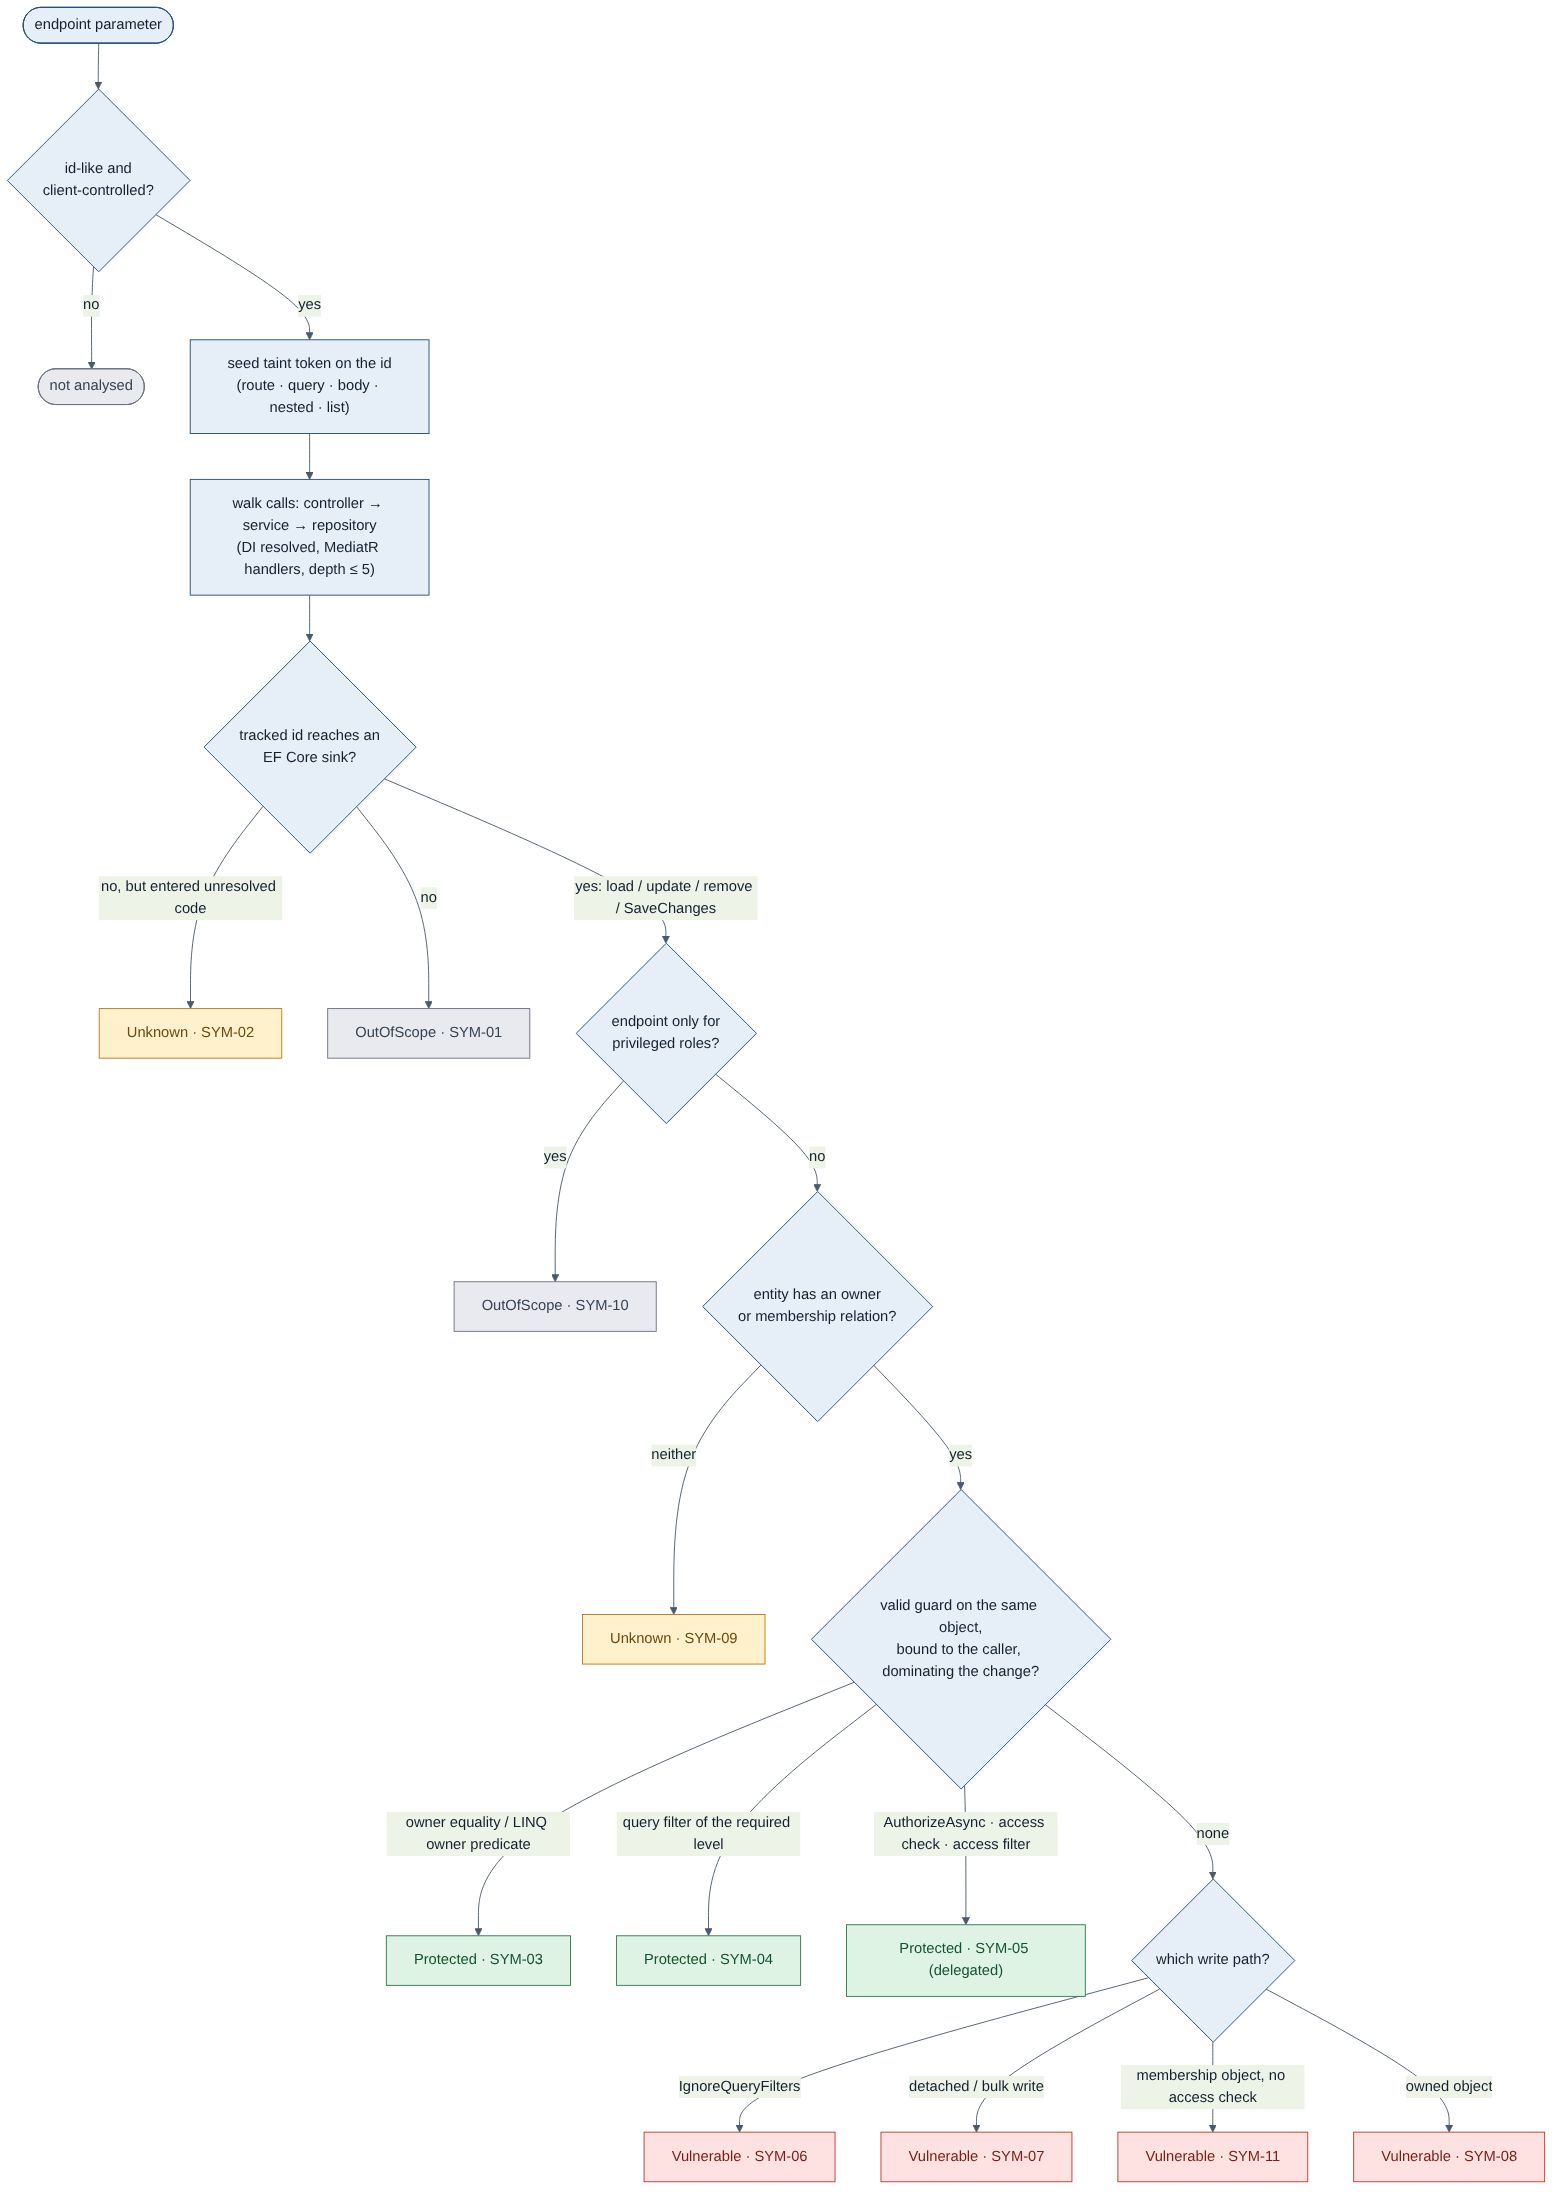 endpoint parameter
id-like and
client-controlled?
no
yes
seed taint token on the id
(route · query · body ·
nested · list)
not analysed
walk calls: controller →
service → repository
(DI resolved, MediatR
handlers, depth ≤ 5)
tracked id reaches an
EF Core sink?
no, but entered unresolved
code
no
yes: load / update / remove
/ SaveChanges
Unknown · SYM-02
OutOfScope · SYM-01
endpoint only for
privileged roles?
yes
no
OutOfScope · SYM-10
entity has an owner
or membership relation?
neither
yes
Unknown · SYM-09
valid guard on the same
object,
bound to the caller,
dominating the change?
owner equality / LINQ
owner predicate
query filter of the required
level
AuthorizeAsync · access
check · access filter
none
Protected · SYM-03
Protected · SYM-04
Protected · SYM-05
(delegated)
which write path?
IgnoreQueryFilters
detached / bulk write
membership object, no
access check
owned object
Vulnerable · SYM-06
Vulnerable · SYM-07
Vulnerable · SYM-11
Vulnerable · SYM-08